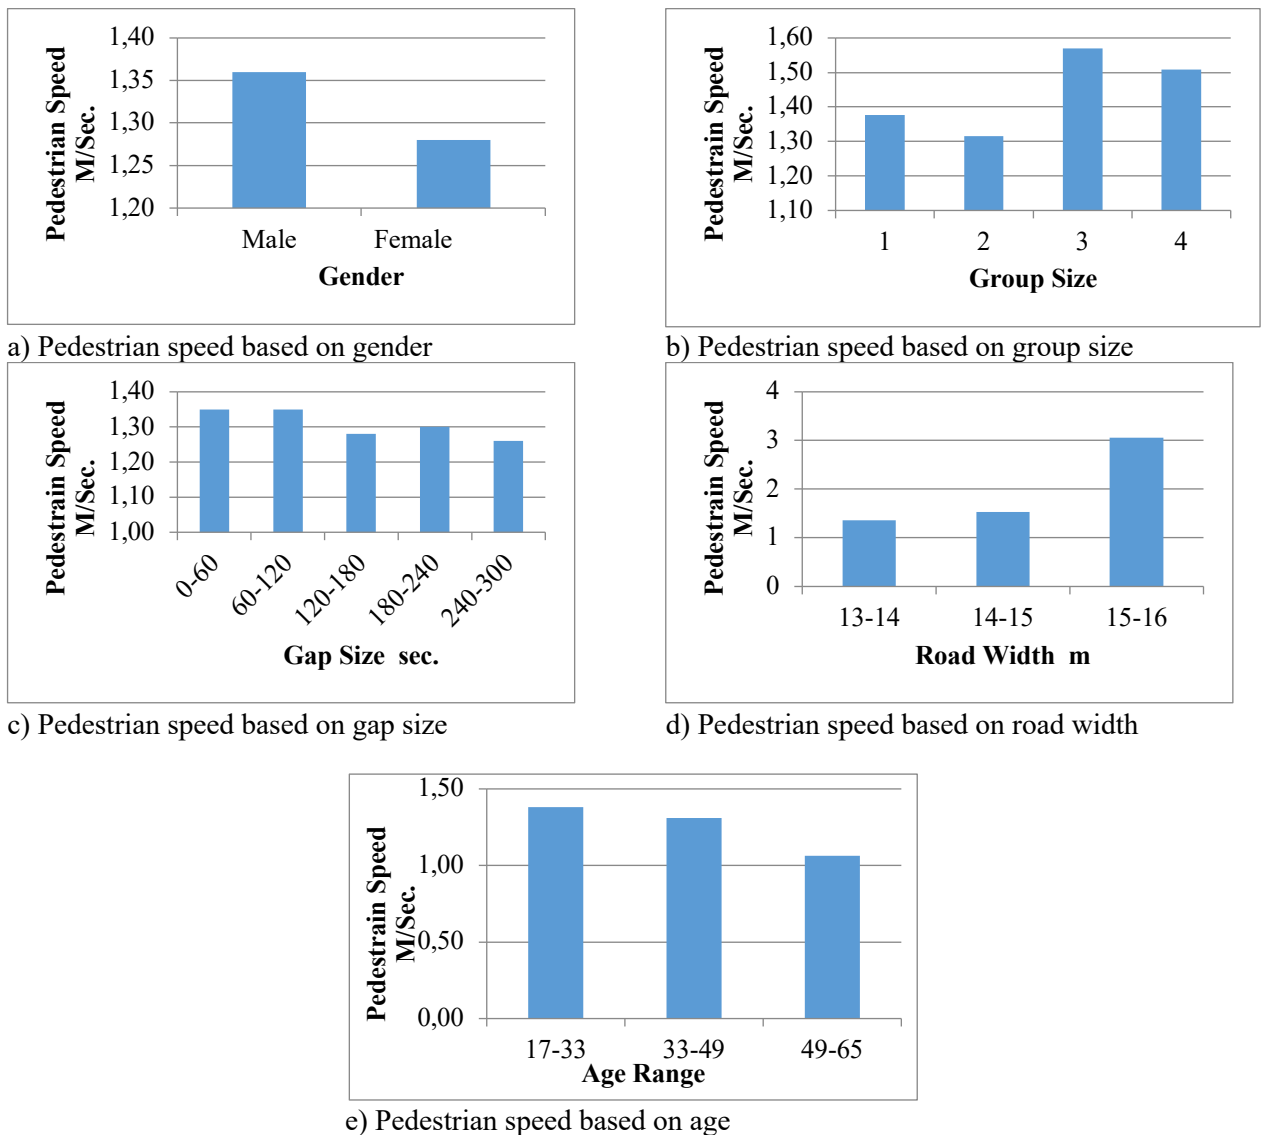 Pedestrian Speed
M/Sec.
1,40
1,35
1,30
1,25
1,20
Male Female
Gender
a) Pedestrian speed based on gender
Pedestrain Speed
M/Sec.
1,60
1,50
1,40
1,30
1,20
1,10
1 2 3 4
Group Size
b) Pedestrian speed based on group size
Pedestrain Speed
M/Sec.
1,40
1,30
1,20
1,10
1,00
0-60 60-120 120-180 180-240 240-300
Gap Size sec.
c) Pedestrian speed based on gap size
Pedestrain Speed
M/Sec.
4
3
2
1
0
13-14 14-15 15-16
Road Width m
d) Pedestrian speed based on road width
Pedestrain Speed
M/Sec.
1,50
1,00
0,50
0,00
17-33 33-49 49-65
Age Range
e) Pedestrian speed based on age